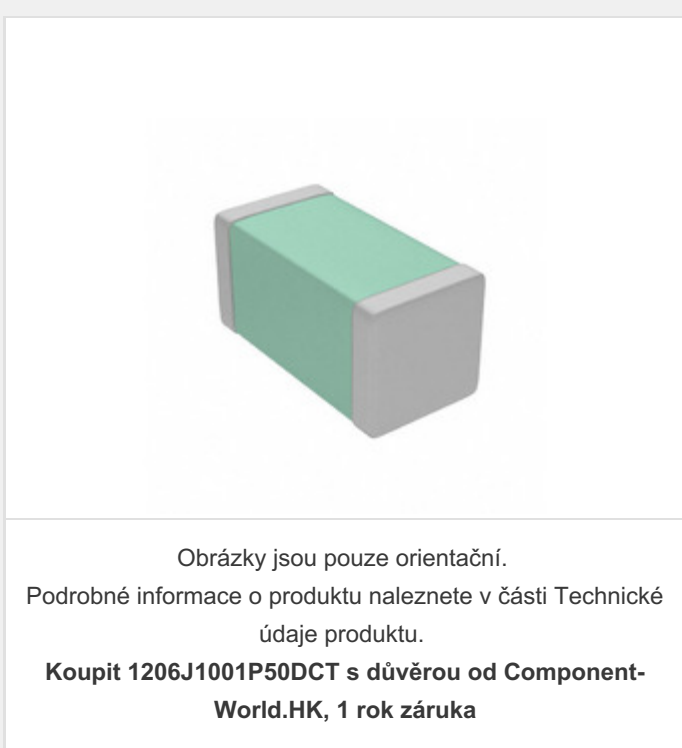 Obrázky jsou pouze orientační.
Podrobné informace o produktu naleznete v části Technické
údaje produktu.
Koupit 1206J1001P50DCT s důvěrou od Component-
World.HK, 1 rok záruka